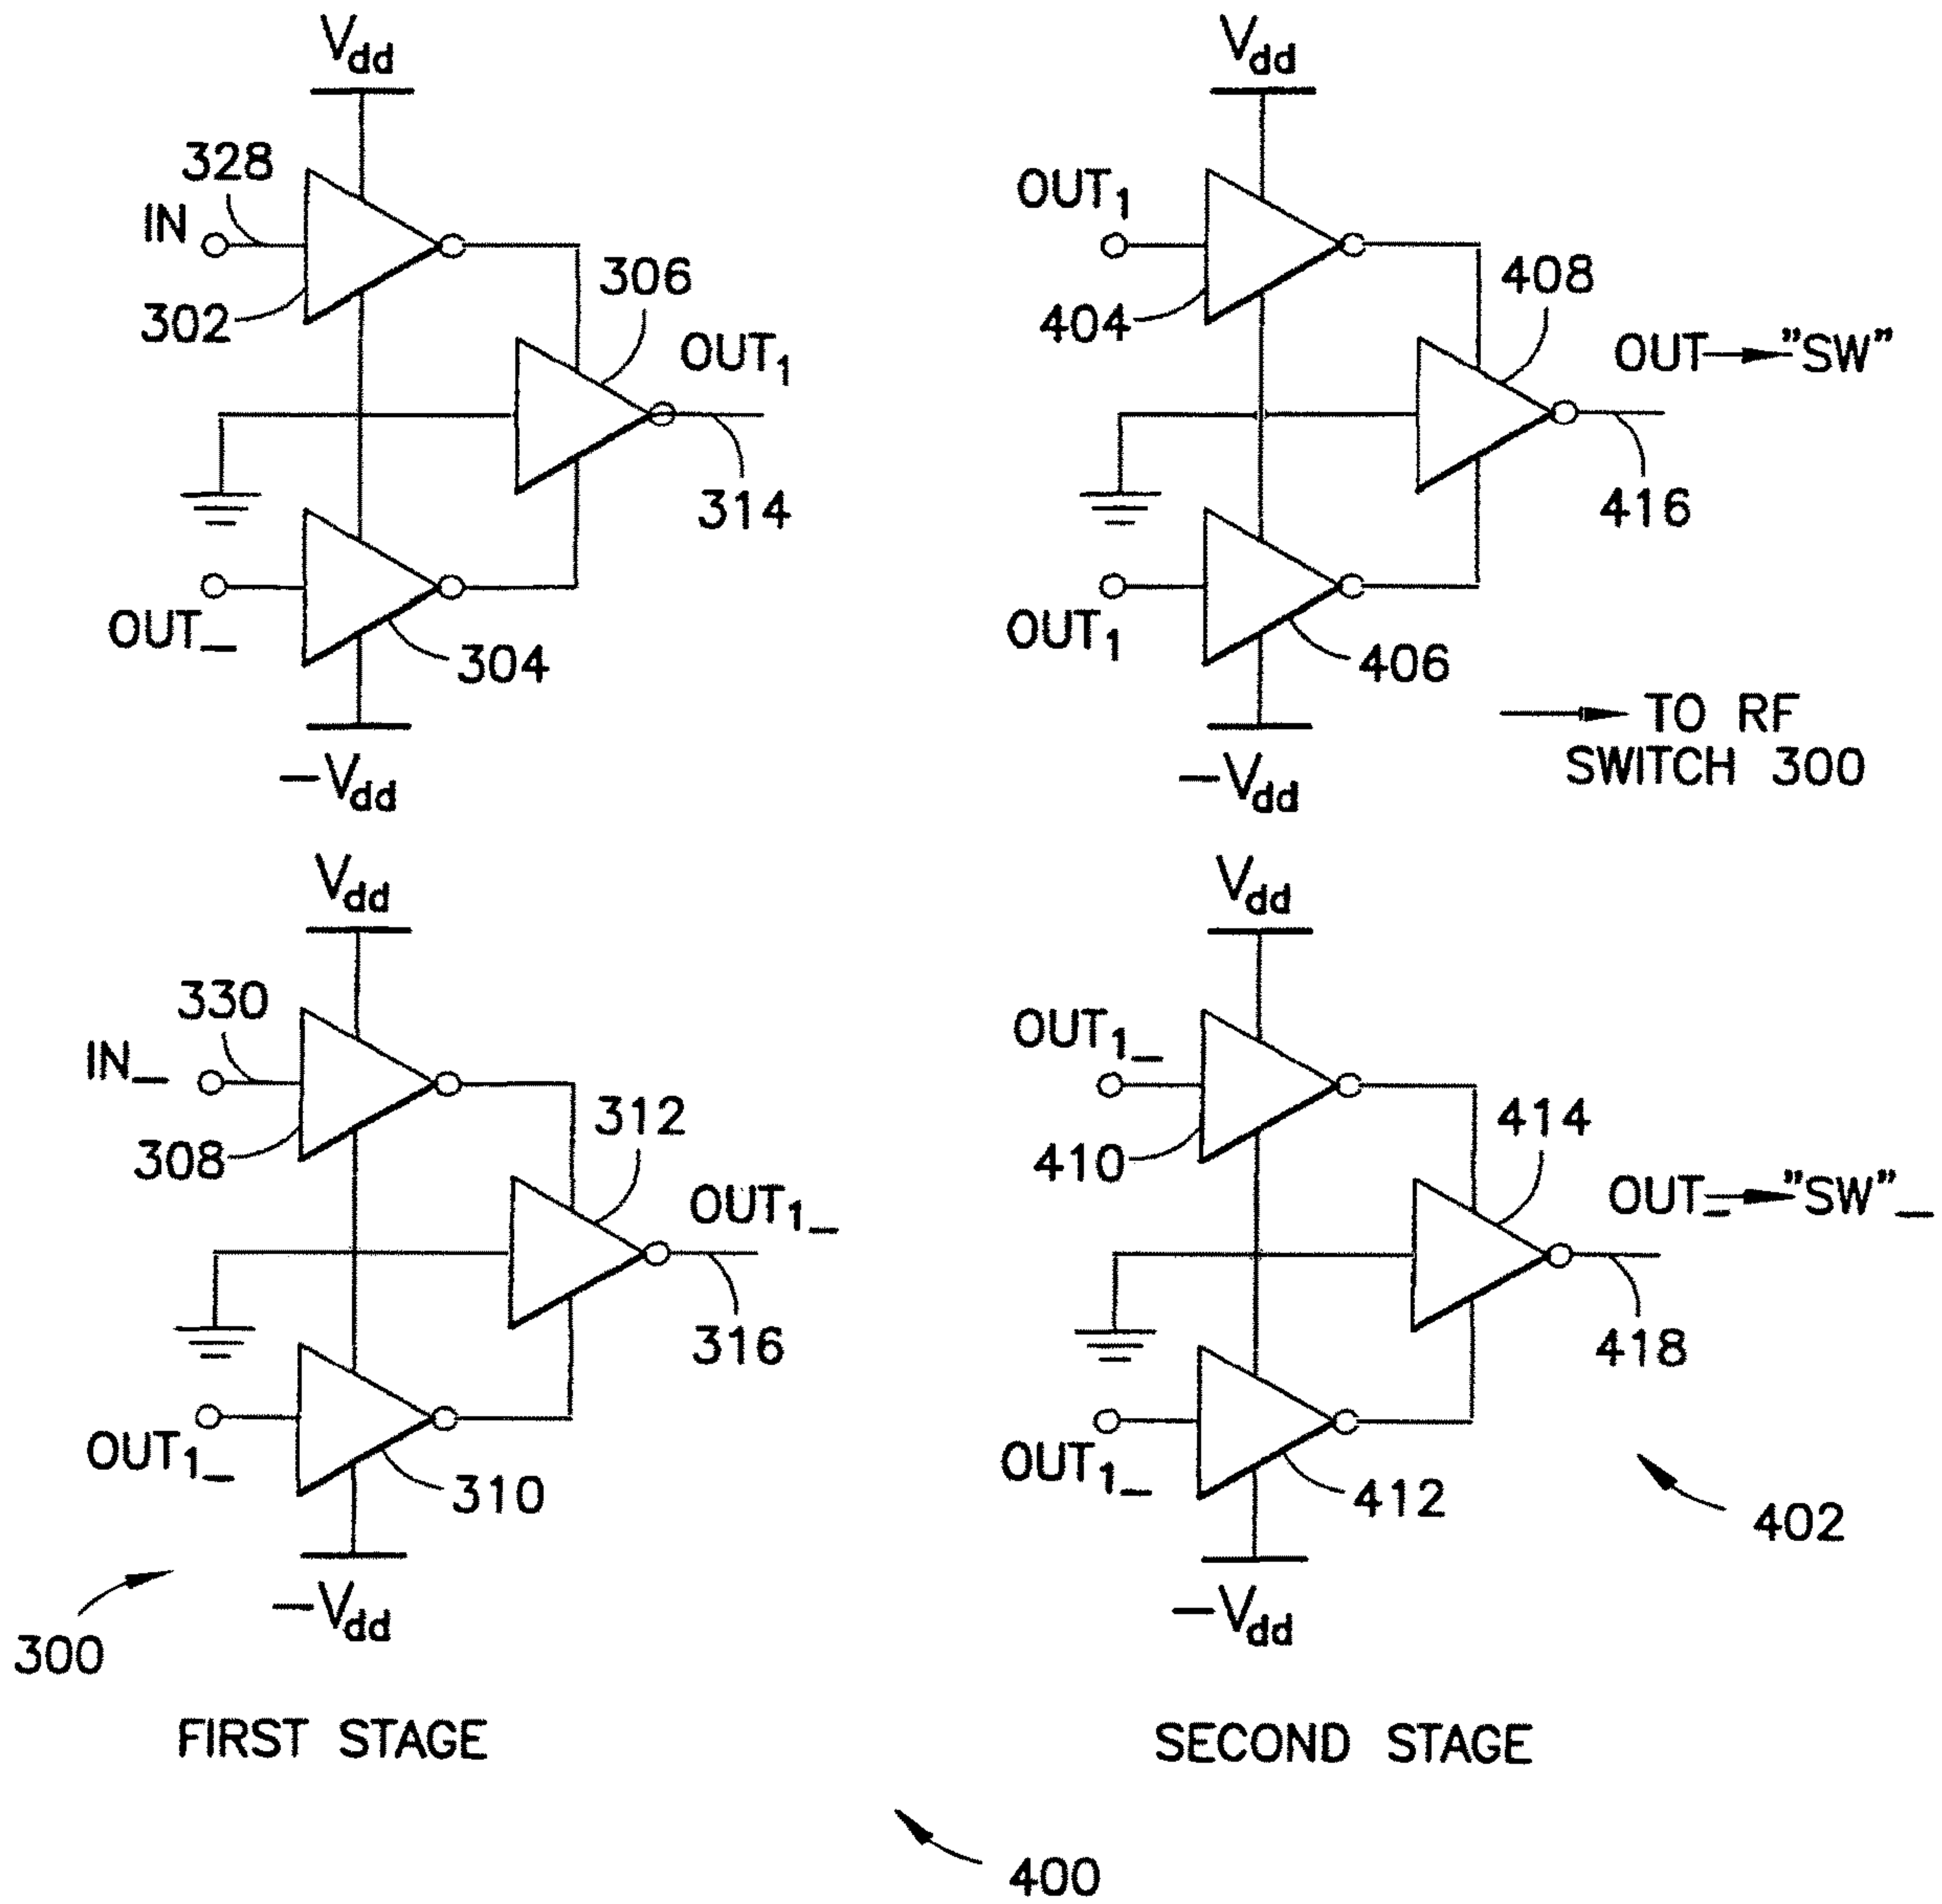 Vdd
328
IN
302
306
OUT1
314
OUT_
304
-Vdd
Vdd
OUT1
404
408
OUT→"SW"
416
OUT1
406
→ TO RF
SWITCH 300
-Vdd
Vdd
330
IN_
308
312
OUT1_
316
OUT1_
310
-Vdd
300
FIRST STAGE
Vdd
OUT1_
410
414
OUT_→"SW"_
418
OUT1_
412
402
-Vdd
SECOND STAGE
400